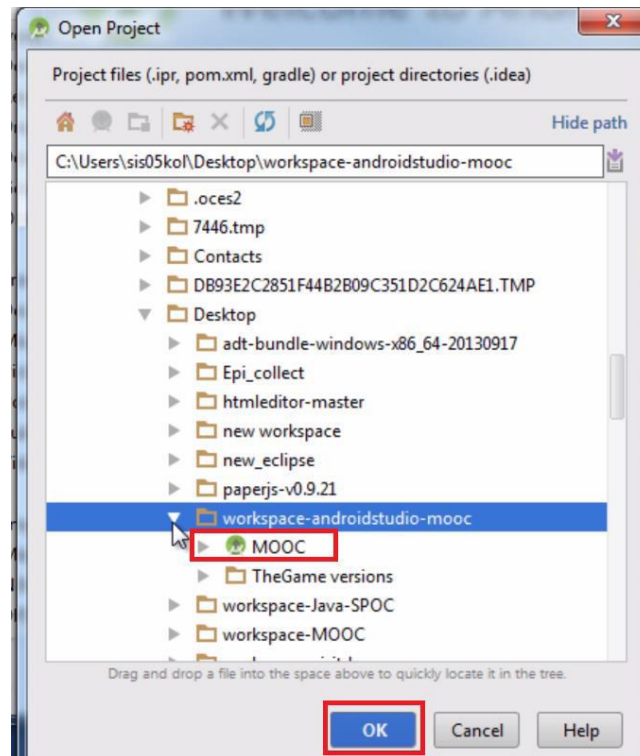 Open Project
Project files (.ipr, pom.xml, gradle) or project directories (.idea)
Hide path
C:\Users\sis05kol\Desktop\workspace-androidstudio-mooc
.oces2
7446.tmp
Contacts
DB93E2C2851F44B2B09C351D2C624AE1.TMP
Desktop
adt-bundle-windows-x86_64-20130917
Epi_collect
htmleditor-master
new workspace
new_eclipse
paperjs-v0.9.21
workspace-androidstudio-mooc
MOOC
TheGame versions
workspace-Java-SPOC
workspace-MOOC
Drag and drop a file into the space above to quickly locate it in the tree.
OK Cancel Help